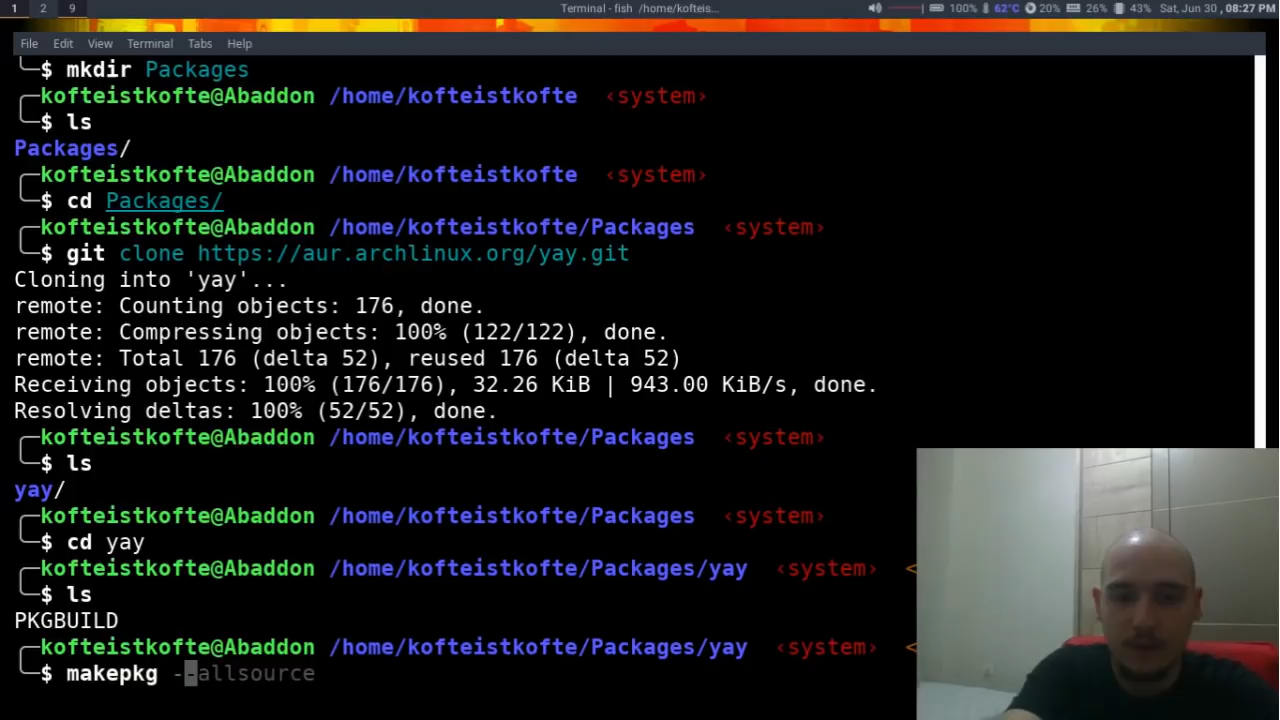 1 2 9 Terminal - fish /home/kofteis... 100% 62°C 20% 26% 43% Sat, Jun 30 , 08:27 PM
File Edit View Terminal Tabs Help
$ mkdir Packages
kofteistkofte@Abaddon /home/kofteistkofte ‹system›
$ ls
Packages/
kofteistkofte@Abaddon /home/kofteistkofte ‹system›
$ cd Packages/
kofteistkofte@Abaddon /home/kofteistkofte/Packages ‹system›
$ git clone https://aur.archlinux.org/yay.git
Cloning into 'yay'...
remote: Counting objects: 176, done.
remote: Compressing objects: 100% (122/122), done.
remote: Total 176 (delta 52), reused 176 (delta 52)
Receiving objects: 100% (176/176), 32.26 KiB | 943.00 KiB/s, done.
Resolving deltas: 100% (52/52), done.
kofteistkofte@Abaddon /home/kofteistkofte/Packages ‹system›
$ ls
yay/
kofteistkofte@Abaddon /home/kofteistkofte/Packages ‹system›
$ cd yay
kofteistkofte@Abaddon /home/kofteistkofte/Packages/yay ‹system› <
$ ls
PKGBUILD
kofteistkofte@Abaddon /home/kofteistkofte/Packages/yay ‹system› <
$ makepkg --allsource